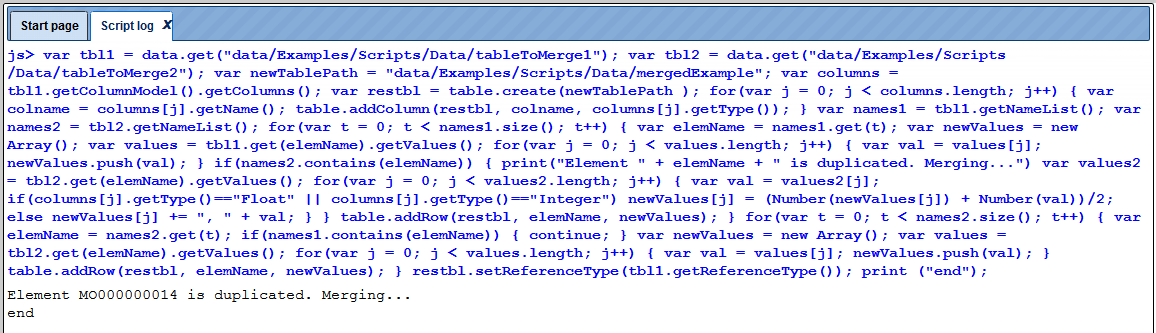 Start page
Script log X
js> var tbl1 = data.get("data/Examples/Scripts/Data/tableToMerge1"); var tbl2 = data.get("data/Examples/Scripts
/Data/tableToMerge2"); var newTablePath = "data/Examples/Scripts/Data/mergedExample"; var columns =
tbl1.getColumnModel().getColumns(); var restbl = table.create(newTablePath ); for(var j = 0; j < columns.length; j++) { var
colname = columns[j].getName(); table.addColumn(restbl, colname, columns[j].getType()); } var names1 = tbl1.getNameList(); var
names2 = tbl2.getNameList(); for(var t = 0; t < names1.size(); t++) { var elemName = names1.get(t); var newValues = new
Array(); var values = tbl1.get(elemName).getValues(); for(var j = 0; j < values.length; j++) { var val = values[j];
newValues.push(val); } if(names2.contains(elemName)) { print("Element " + elemName + " is duplicated. Merging...") var values2
= tbl2.get(elemName).getValues(); for(var j = 0; j < values2.length; j++) { var val = values2[j];
if(columns[j].getType()=="Float" || columns[j].getType()=="Integer") newValues[j] = (Number(newValues[j]) + Number(val))/2;
else newValues[j] += ", " + val; } } table.addRow(restbl, elemName, newValues); } for(var t = 0; t < names2.size(); t++) { var
elemName = names2.get(t); if(names1.contains(elemName)) { continue; } var newValues = new Array(); var values =
tbl2.get(elemName).getValues(); for(var j = 0; j < values.length; j++) { var val = values[j]; newValues.push(val); }
table.addRow(restbl, elemName, newValues); } restbl.setReferenceType(tbl1.getReferenceType()); print ("end");
Element MO000000014 is duplicated. Merging...
end